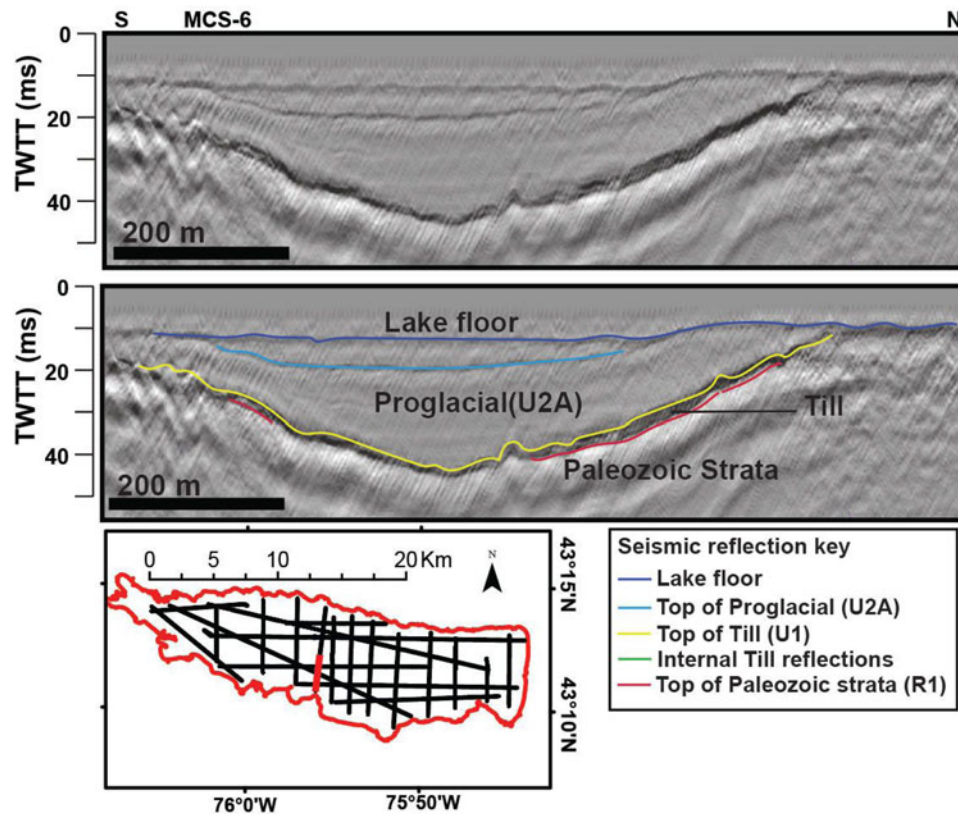 S MCS-6 N
0
20
40
TWTT (ms)
200 m
0
20
40
TWTT (ms)
Lake floor
Proglacial(U2A)
Till
Paleozoic Strata
200 m
0 5 10 20 Km
N
43°15'N
43°10'N
76°0'W 75°50'W
Seismic reflection key
Lake floor
Top of Proglacial (U2A)
Top of Till (U1)
Internal Till reflections
Top of Paleozoic strata (R1)